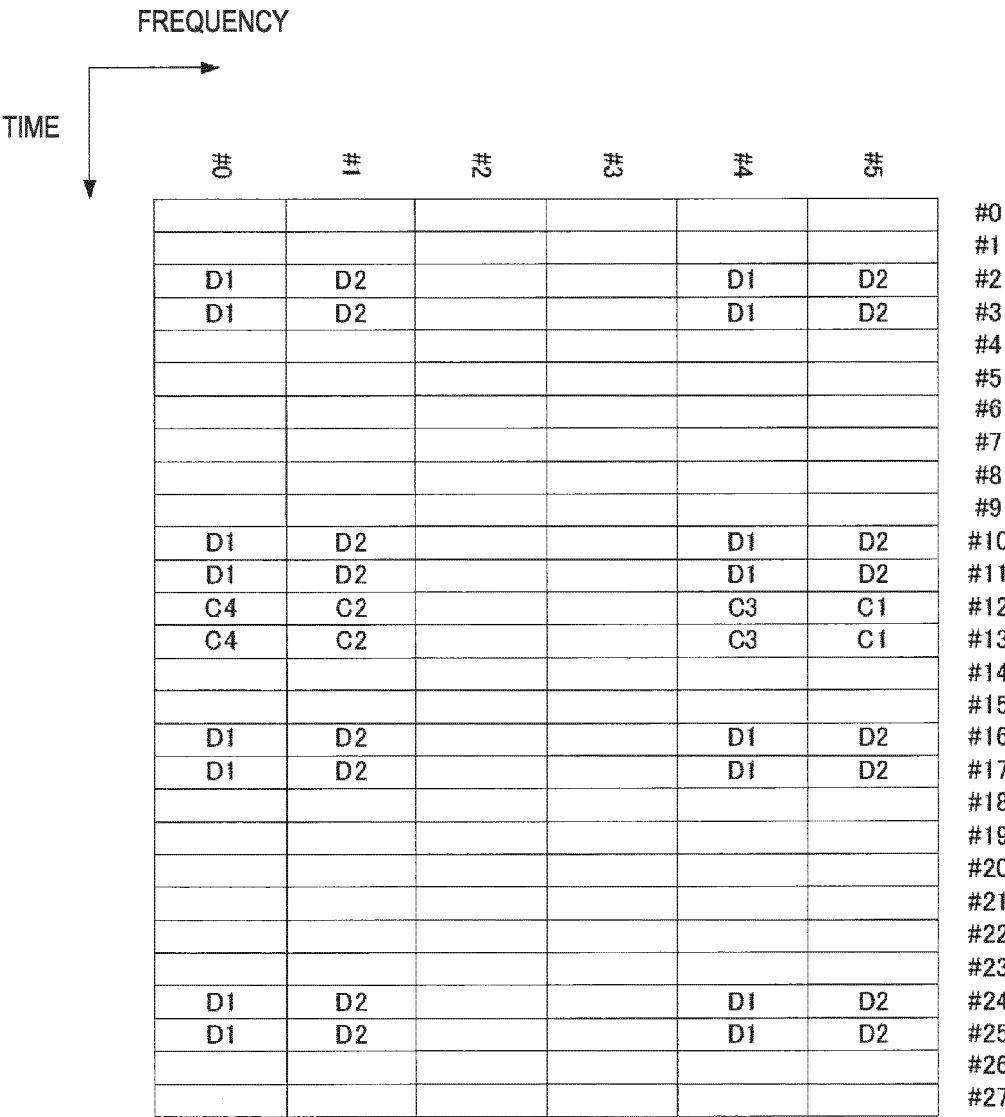 FREQUENCY
TIME
#0 #1 #2 #3 #4 #5
#0
#1
D1 D2 D1 D2 #2
D1 D2 D1 D2 #3
#4
#5
#6
#7
#8
#9
D1 D2 D1 D2 #10
D1 D2 D1 D2 #11
C4 C2 C3 C1 #12
C4 C2 C3 C1 #13
#14
#15
D1 D2 D1 D2 #16
D1 D2 D1 D2 #17
#18
#19
#20
#21
#22
#23
D1 D2 D1 D2 #24
D1 D2 D1 D2 #25
#26
#27